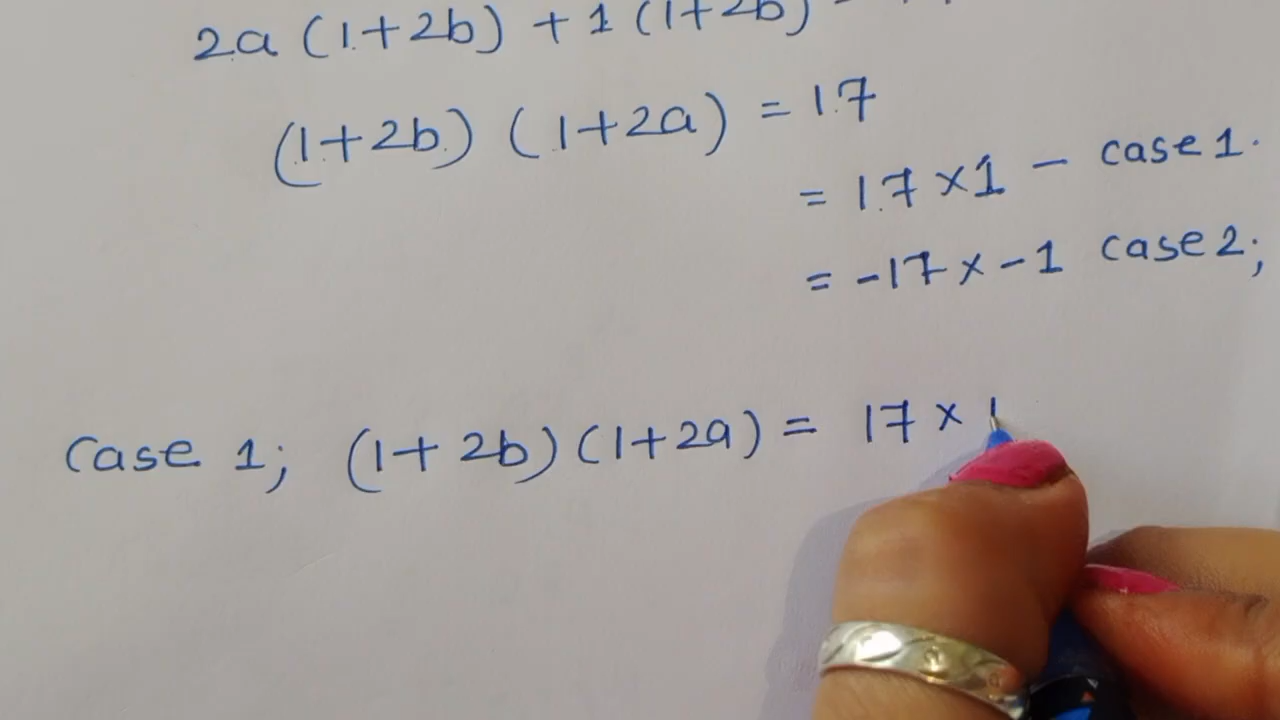 2a (1+2b) + 1 (1+2b)
(1+2b) (1+2a) = 17
= 17 × 1 - case 1.
= -17 × -1 case 2;
Case 1; (1+2b) (1+2a) = 17 × 1